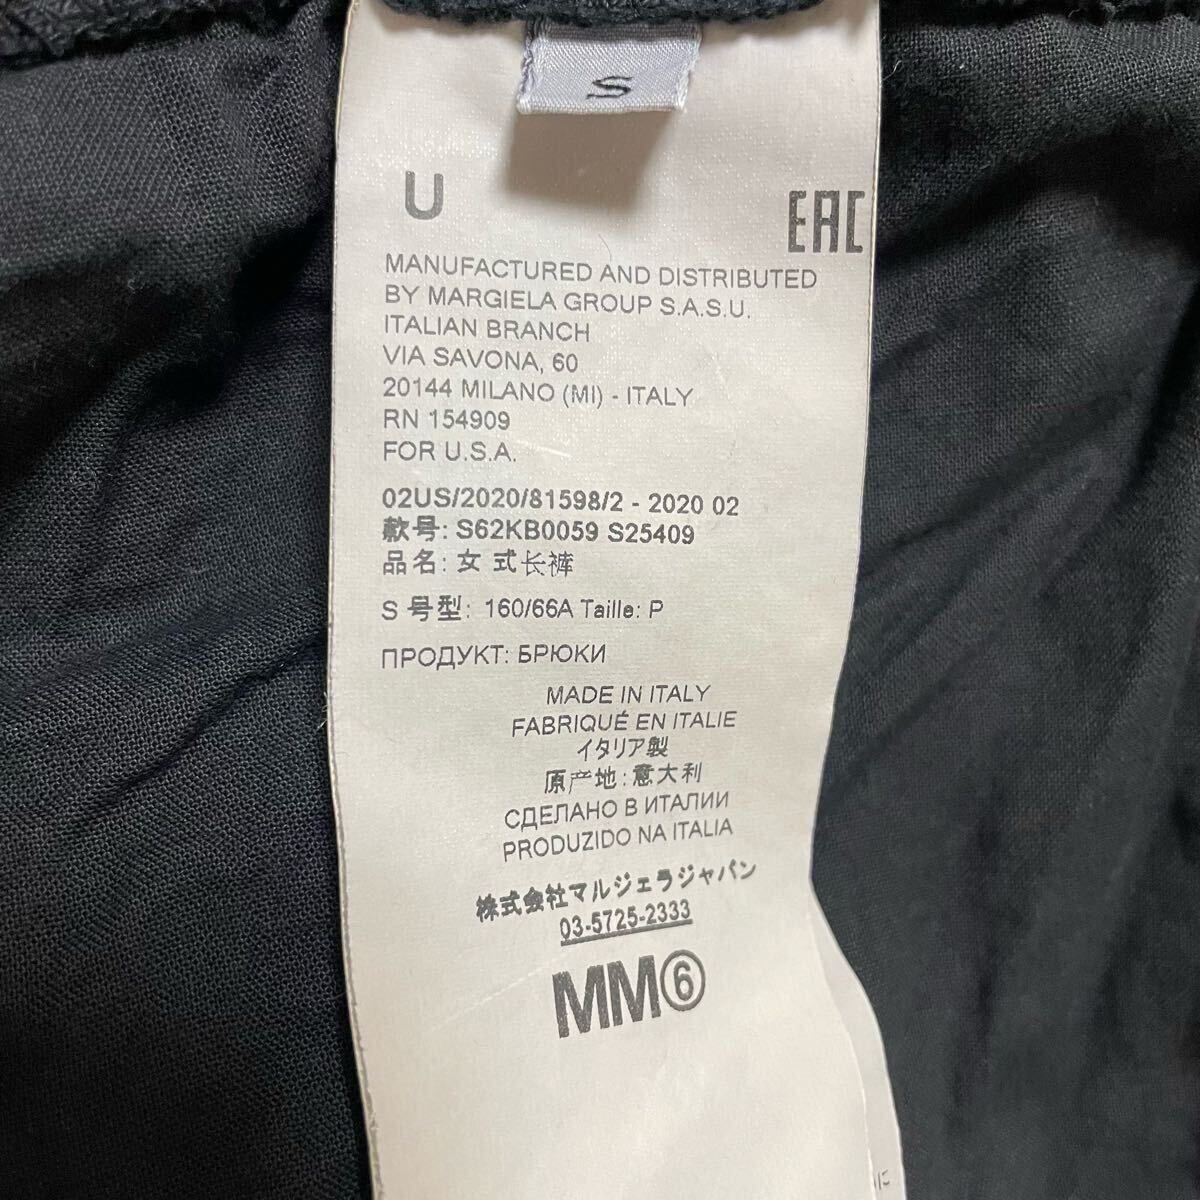 S
U
EAC
MANUFACTURED AND DISTRIBUTED
BY MARGIELA GROUP S.A.S.U.
ITALIAN BRANCH
VIA SAVONA, 60
20144 MILANO (MI) - ITALY
RN 154909
FOR U.S.A.
02US/2020/81598/2 - 2020 02
款号: S62KB0059 S25409
品名: 女 式长裤
S 号型: 160/66A Taille: P
ПРОДУКТ: БРЮКИ
MADE IN ITALY
FABRIQUÉ EN ITALIE
イタリア製
原产地: 意大利
СДЕЛАНО В ИТАЛИИ
PRODUZIDO NA ITALIA
株式会社マルジェラジャパン
03-5725-2333
MM⑥